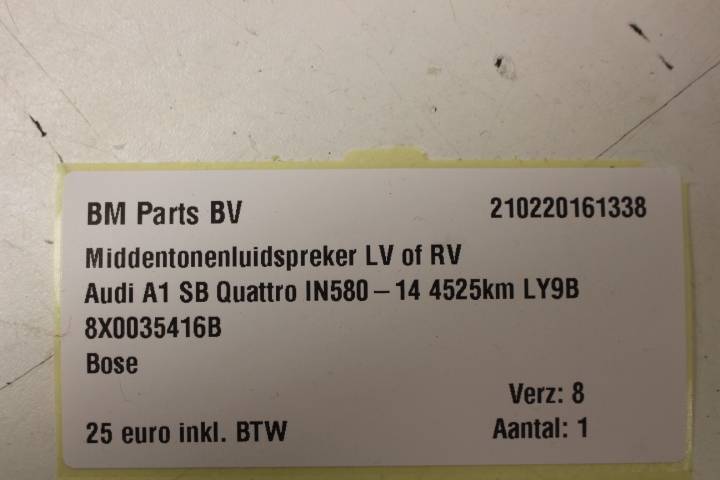 BM Parts BV 210220161338
Middentonenluidspreker LV of RV
Audi A1 SB Quattro IN580 – 14 4525km LY9B
8X0035416B
Bose
Verz: 8
25 euro inkl. BTW Aantal: 1